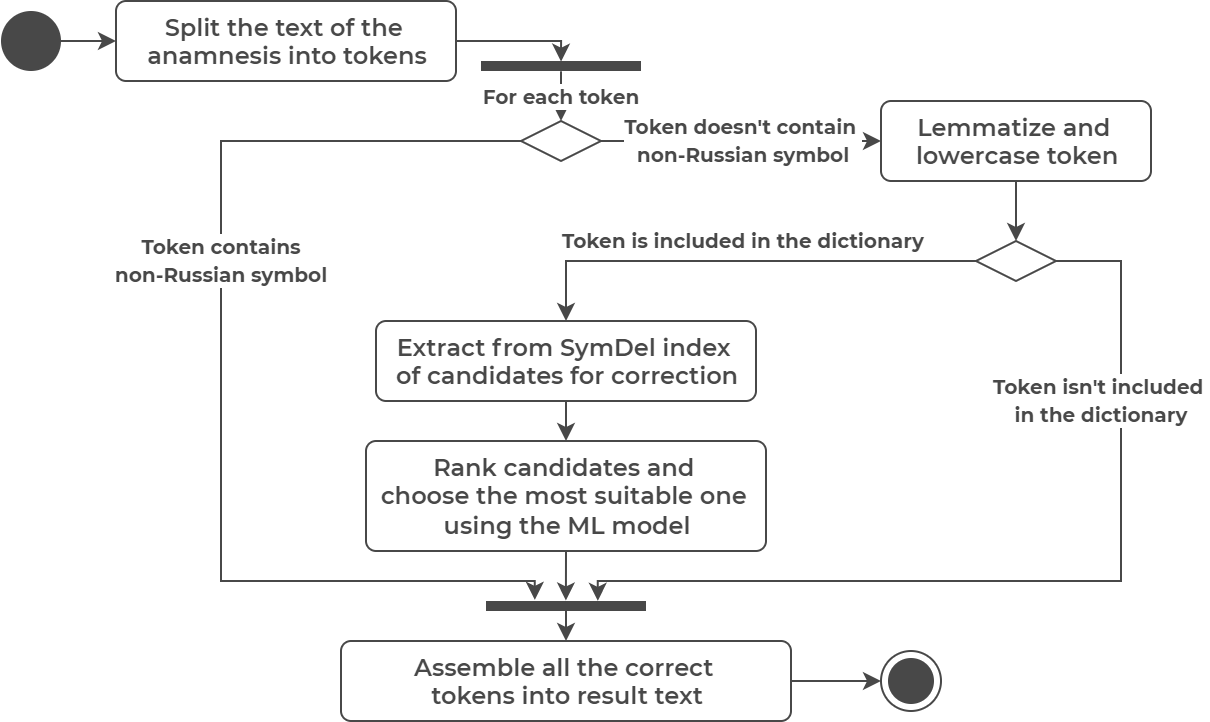 Split the text of the
anamnesis into tokens
For each token
Token doesn't contain
non-Russian symbol
Lemmatize and
lowercase token
Token contains
non-Russian symbol
Token is included in the dictionary
Extract from SymDel index
of candidates for correction
Token isn't included
in the dictionary
Rank candidates and
choose the most suitable one
using the ML model
Assemble all the correct
tokens into result text